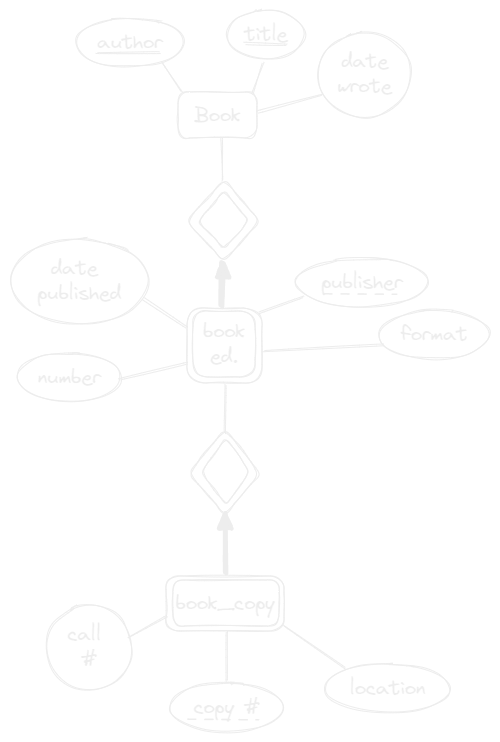 author
title
date
wrote
Book
date
published
publisher
book
ed.
format
number
book_copy
call
#
copy #
location